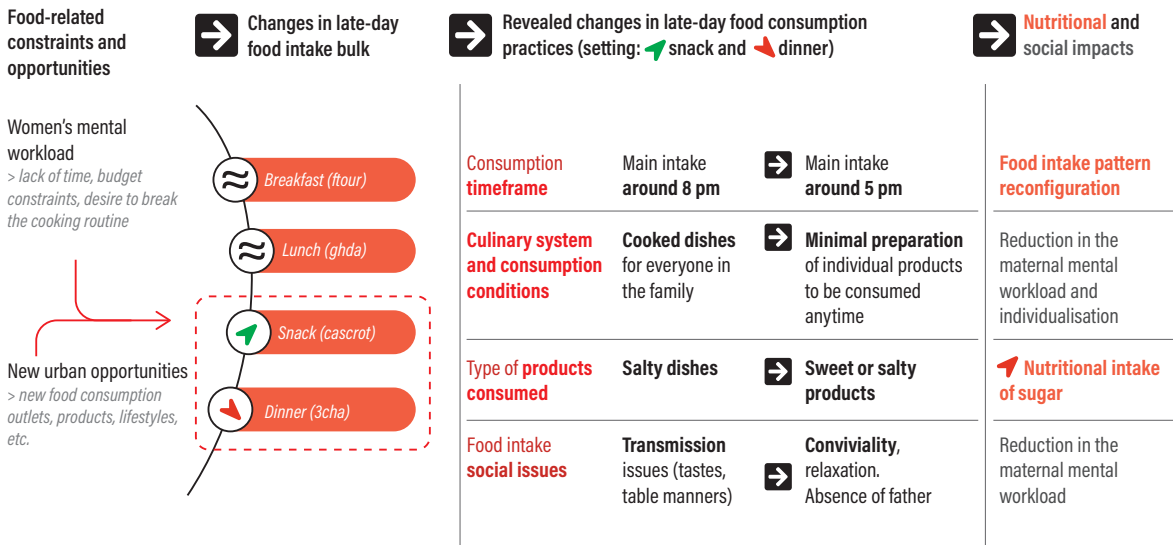 Food-related
constraints and
opportunities
Changes in late-day
food intake bulk
Revealed changes in late-day food consumption
practices (setting: snack and dinner)
Nutritional and
social impacts
Women's mental
workload
> lack of time, budget
constraints, desire to break
the cooking routine
New urban opportunities
> new food consumption
outlets, products, lifestyles,
etc.
Breakfast (ftour)
Lunch (ghda)
Snack (cascrot)
Dinner (3cha)
Consumption
timeframe
Main intake
around 8 pm
Main intake
around 5 pm
Food intake pattern
reconfiguration
Culinary system
and consumption
conditions
Cooked dishes
for everyone in
the family
Minimal preparation
of individual products
to be consumed
anytime
Reduction in the
maternal mental
workload and
individualisation
Type of products
consumed
Salty dishes
Sweet or salty
products
Nutritional intake
of sugar
Food intake
social issues
Transmission
issues (tastes,
table manners)
Conviviality,
relaxation.
Absence of father
Reduction in the
maternal mental
workload